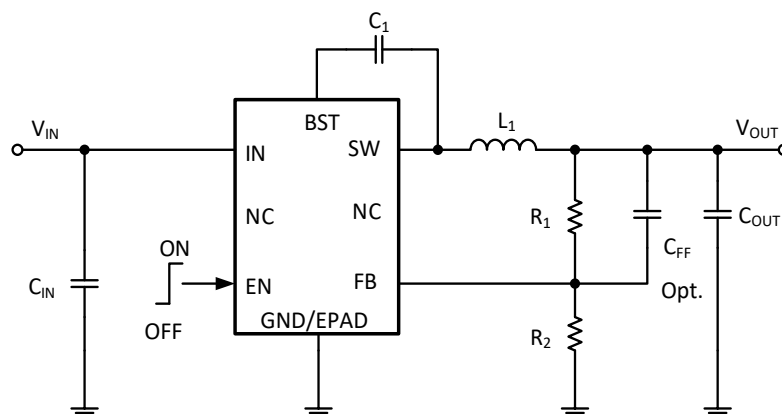 C1
BST
VIN
IN
SW
L1
VOUT
NC
NC
R1
CFF
COUT
ON
CIN
EN
FB
Opt.
OFF
GND/EPAD
R2